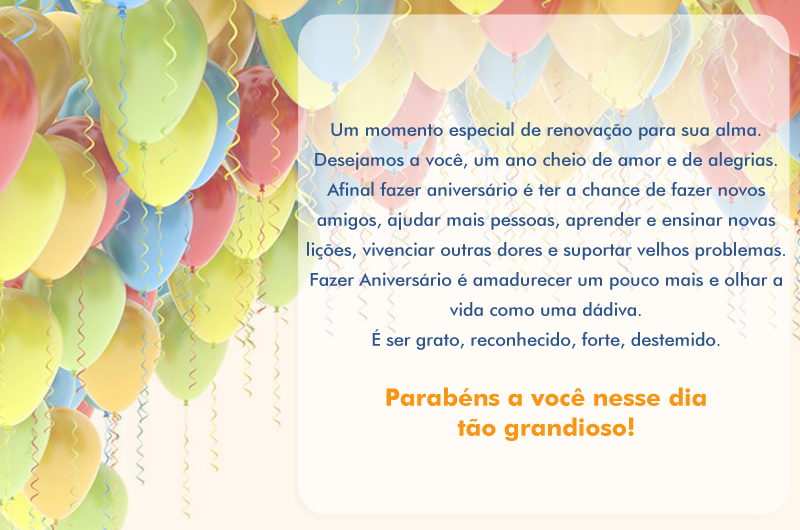 Um momento especial de renovação para sua alma.
Desejamos a você, um ano cheio de amor e de alegrias.
Afinal fazer aniversário é ter a chance de fazer novos
amigos, ajudar mais pessoas, aprender e ensinar novas
lições, vivenciar outras dores e suportar velhos problemas.
Fazer Aniversário é amadurecer um pouco mais e olhar a
vida como uma dádiva.
É ser grato, reconhecido, forte, destemido.
Parabéns a você nesse dia
tão grandioso!